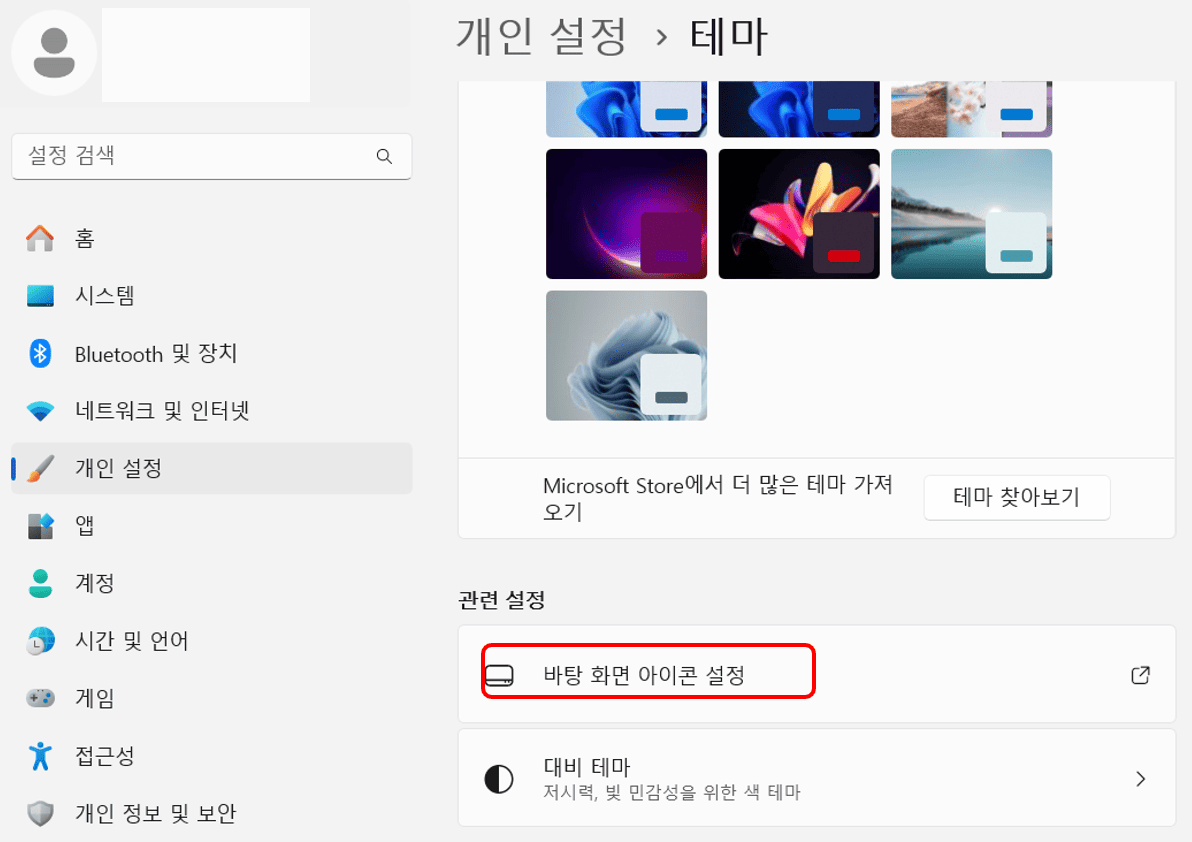 개인 설정 › 테마
설정 검색
홈
시스템
Bluetooth 및 장치
네트워크 및 인터넷
개인 설정
앱
계정
시간 및 언어
게임
접근성
개인 정보 및 보안
Microsoft Store에서 더 많은 테마 가져
오기
테마 찾아보기
관련 설정
바탕 화면 아이콘 설정
대비 테마
저시력, 빛 민감성을 위한 색 테마